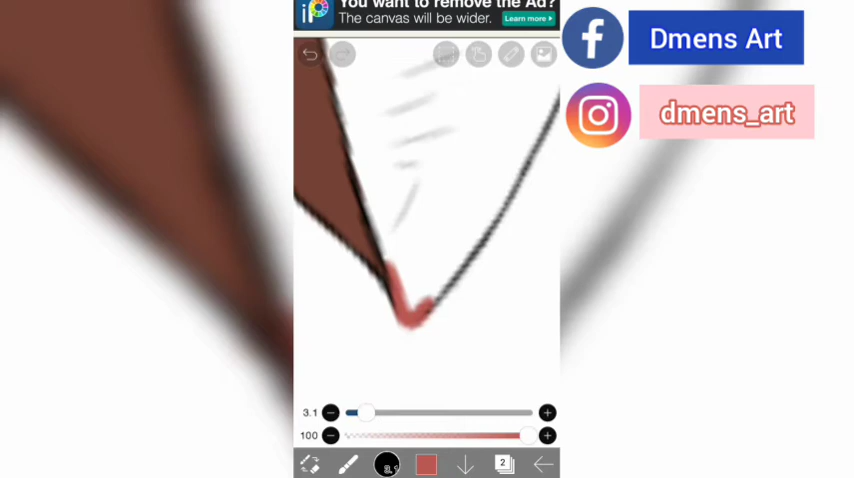 You want to remove the Ad?
The canvas will be wider.
Learn more
Dmens Art
dmens_art
3.1
100
2